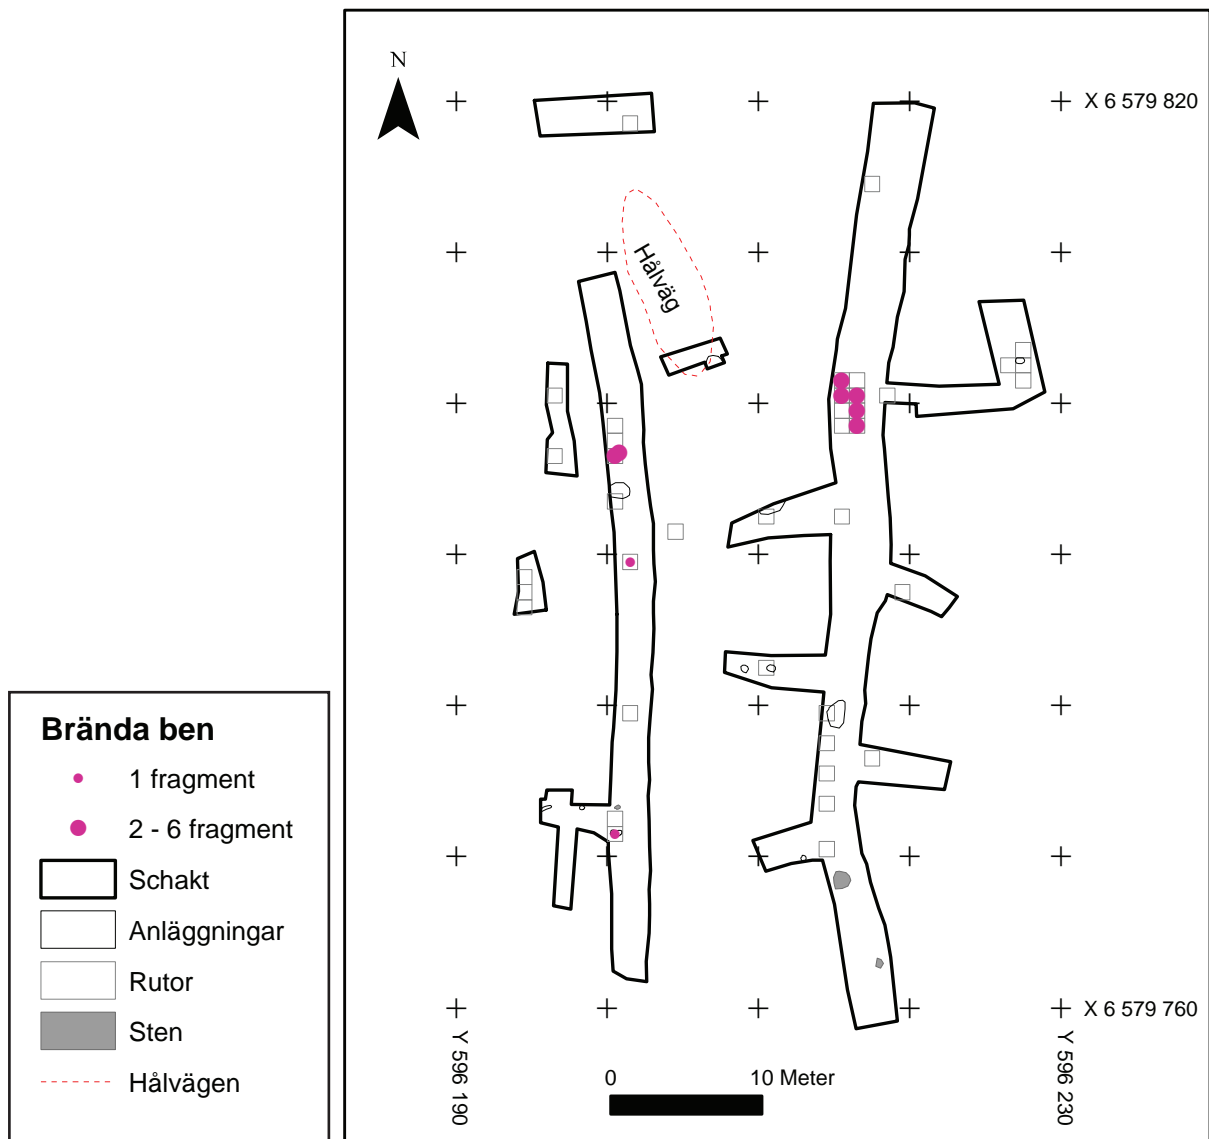 N
X 6 579 820
Hålväg
Brända ben
1 fragment
2 - 6 fragment
Schakt
Anläggningar
Rutor
Sten
Hålvägen
X 6 579 760
Y 596 190
0 10 Meter
Y 596 230